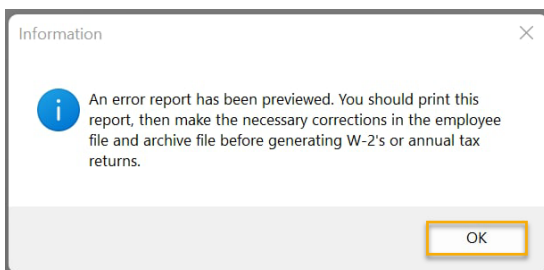 Information
An error report has been previewed. You should print this
report, then make the necessary corrections in the employee
file and archive file before generating W-2's or annual tax
returns.
OK